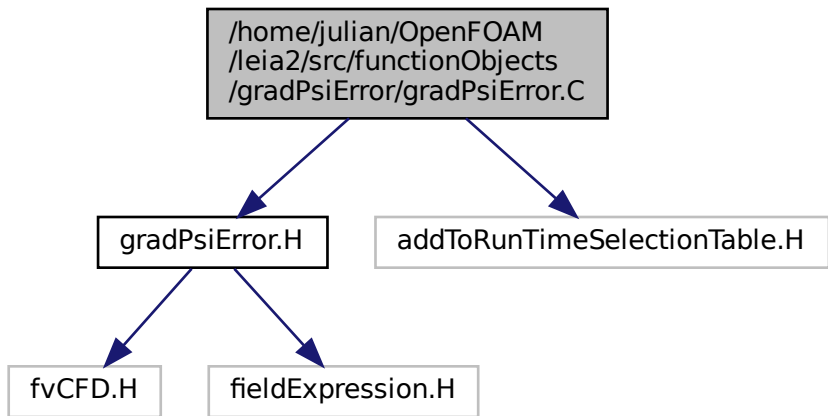 /home/julian/OpenFOAM
/leia2/src/functionObjects
/gradPsiError/gradPsiError.C
gradPsiError.H
addToRunTimeSelectionTable.H
fvCFD.H
fieldExpression.H